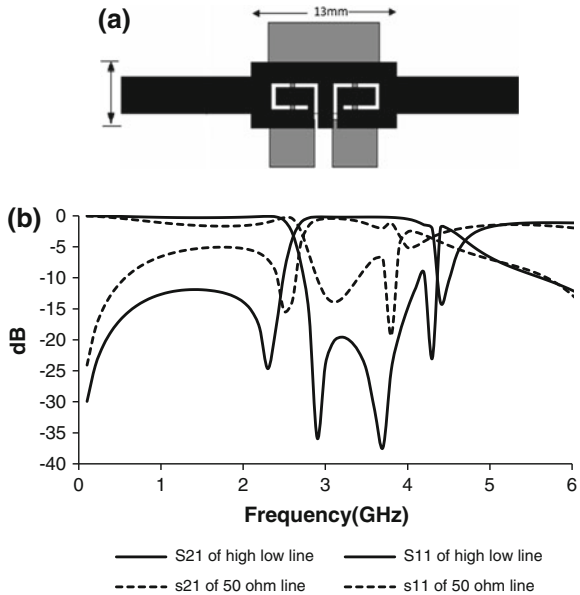 (a)
13mm
(b)
0
-5
-10
-15
-20
-25
-30
-35
-40
dB
0 1 2 3 4 5 6
Frequency(GHz)
S21 of high low line S11 of high low line
s21 of 50 ohm line s11 of 50 ohm line